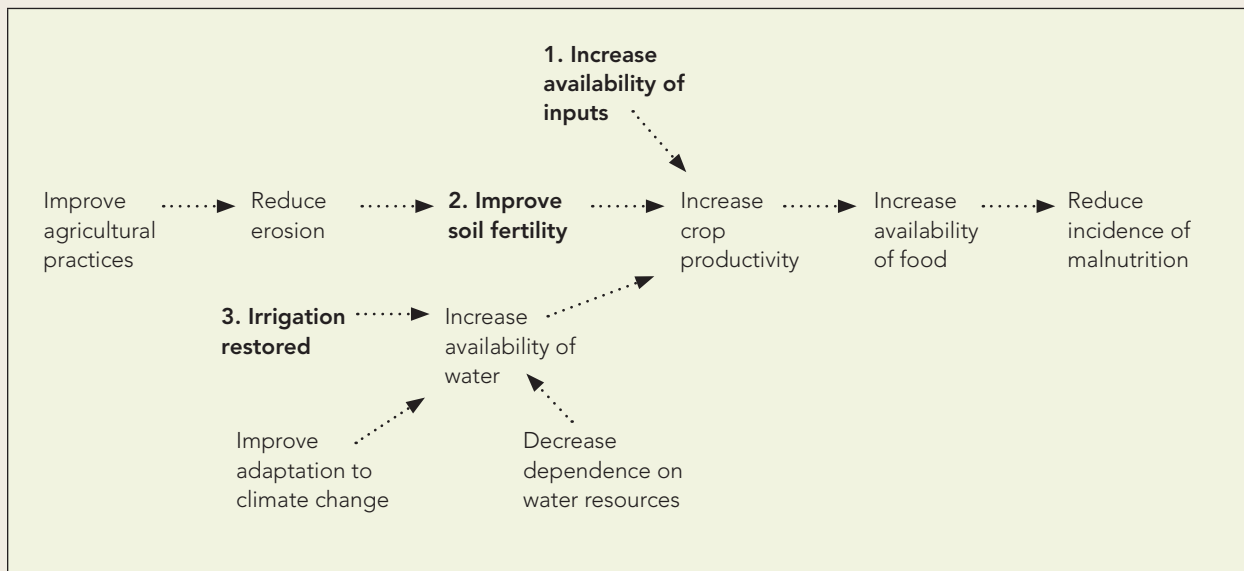 1. Increase
availability of
inputs
Improve
agricultural
practices
Reduce
erosion
2. Improve
soil fertility
Increase
crop
productivity
Increase
availability
of food
Reduce
incidence of
malnutrition
3. Irrigation
restored
Increase
availability of
water
Improve
adaptation to
climate change
Decrease
dependence on
water resources